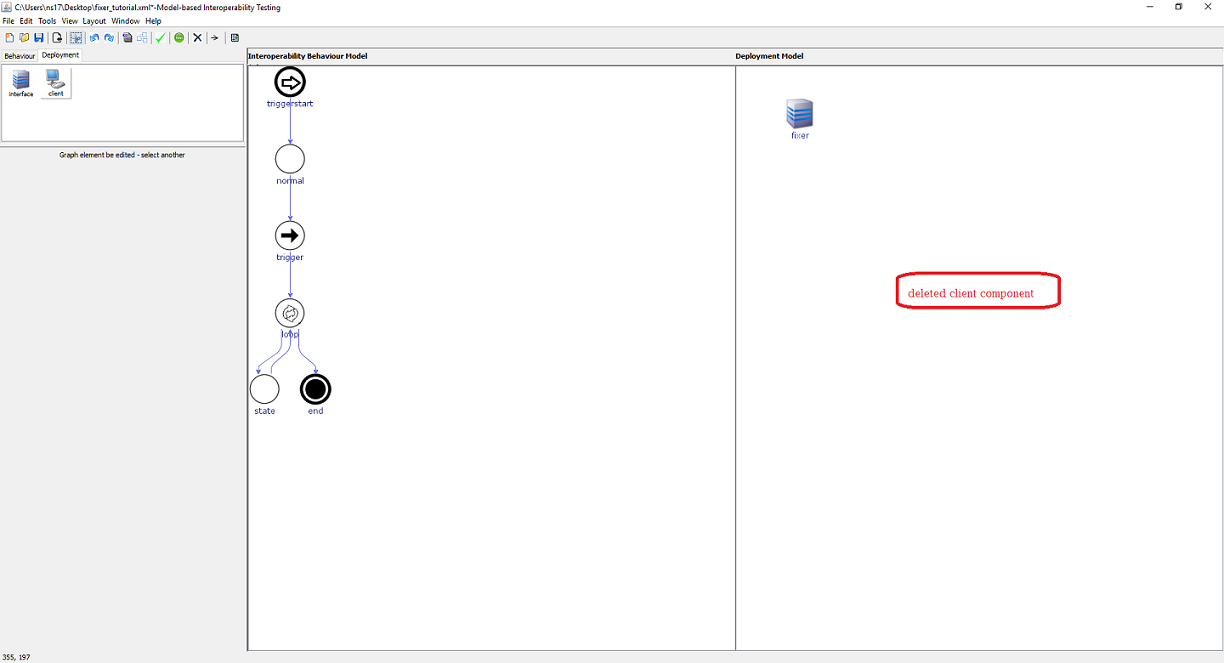 C:\Users\ns17\Desktop\fixer_tutorial.xml*-Model-based Interoperability Testing
File Edit Tools View Layout Window Help
Behaviour Deployment
interface client
Graph element be edited - select another
Interoperability Behaviour Model
triggerstart
normal
trigger
loop
state end
Deployment Model
fixer
deleted client component
355, 197